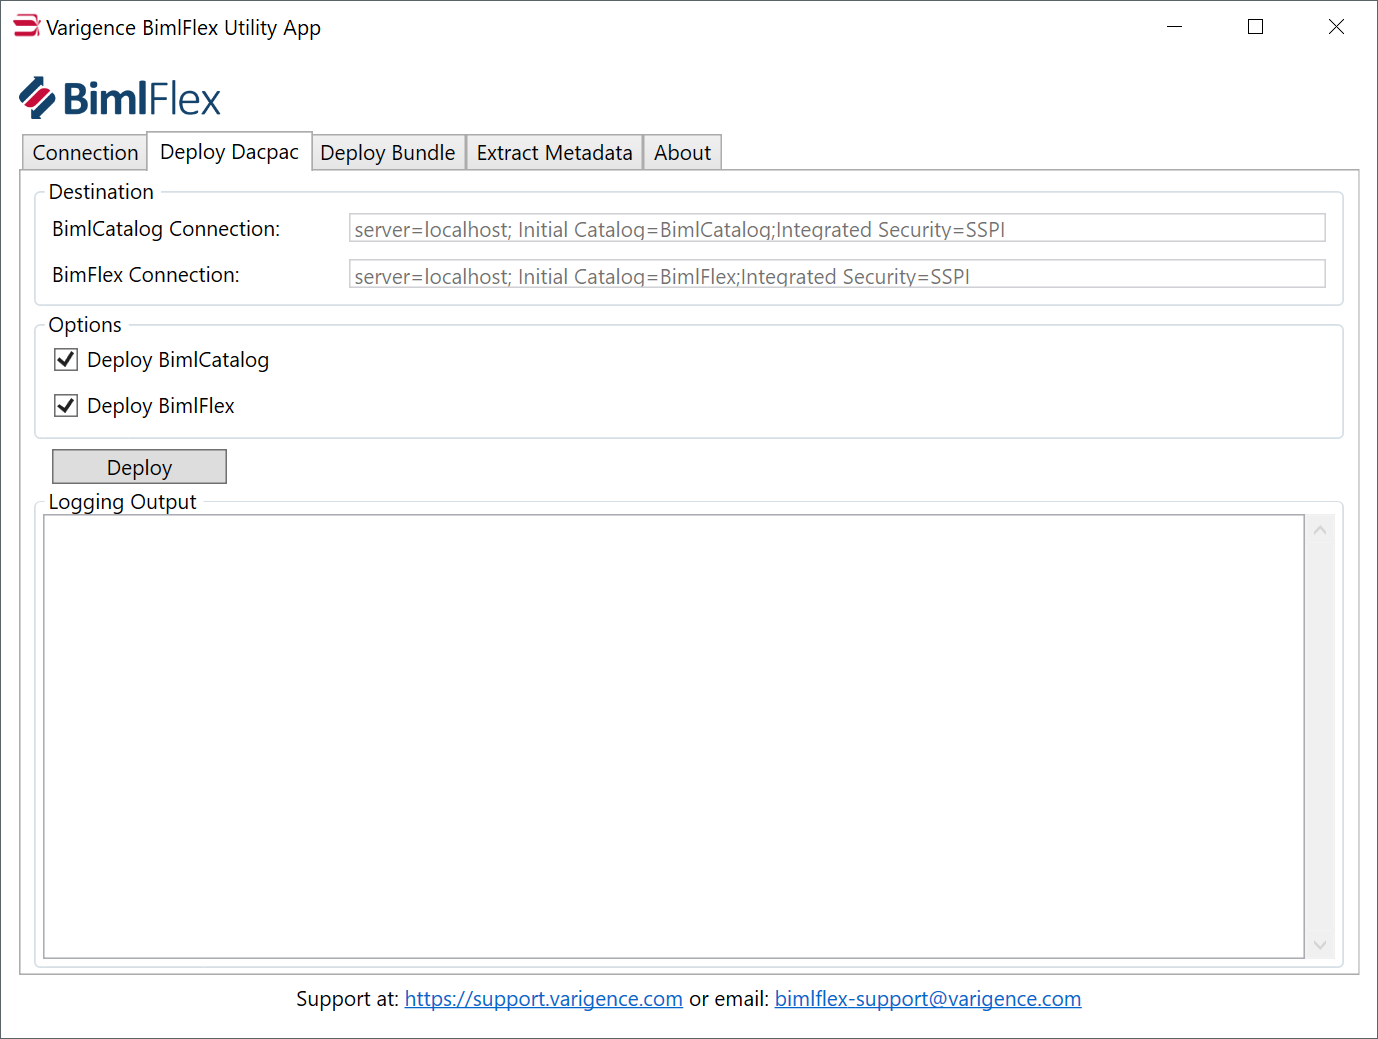 Varigence BimlFlex Utility App
BimlFlex
Connection Deploy Dacpac Deploy Bundle Extract Metadata About
Destination
BimlCatalog Connection: server=localhost; Initial Catalog=BimlCatalog;Integrated Security=SSPI
BimFlex Connection: server=localhost; Initial Catalog=BimlFlex;Integrated Security=SSPI
Options
Deploy BimlCatalog
Deploy BimlFlex
Deploy
Logging Output
Support at: https://support.varigence.com or email: bimlflex-support@varigence.com